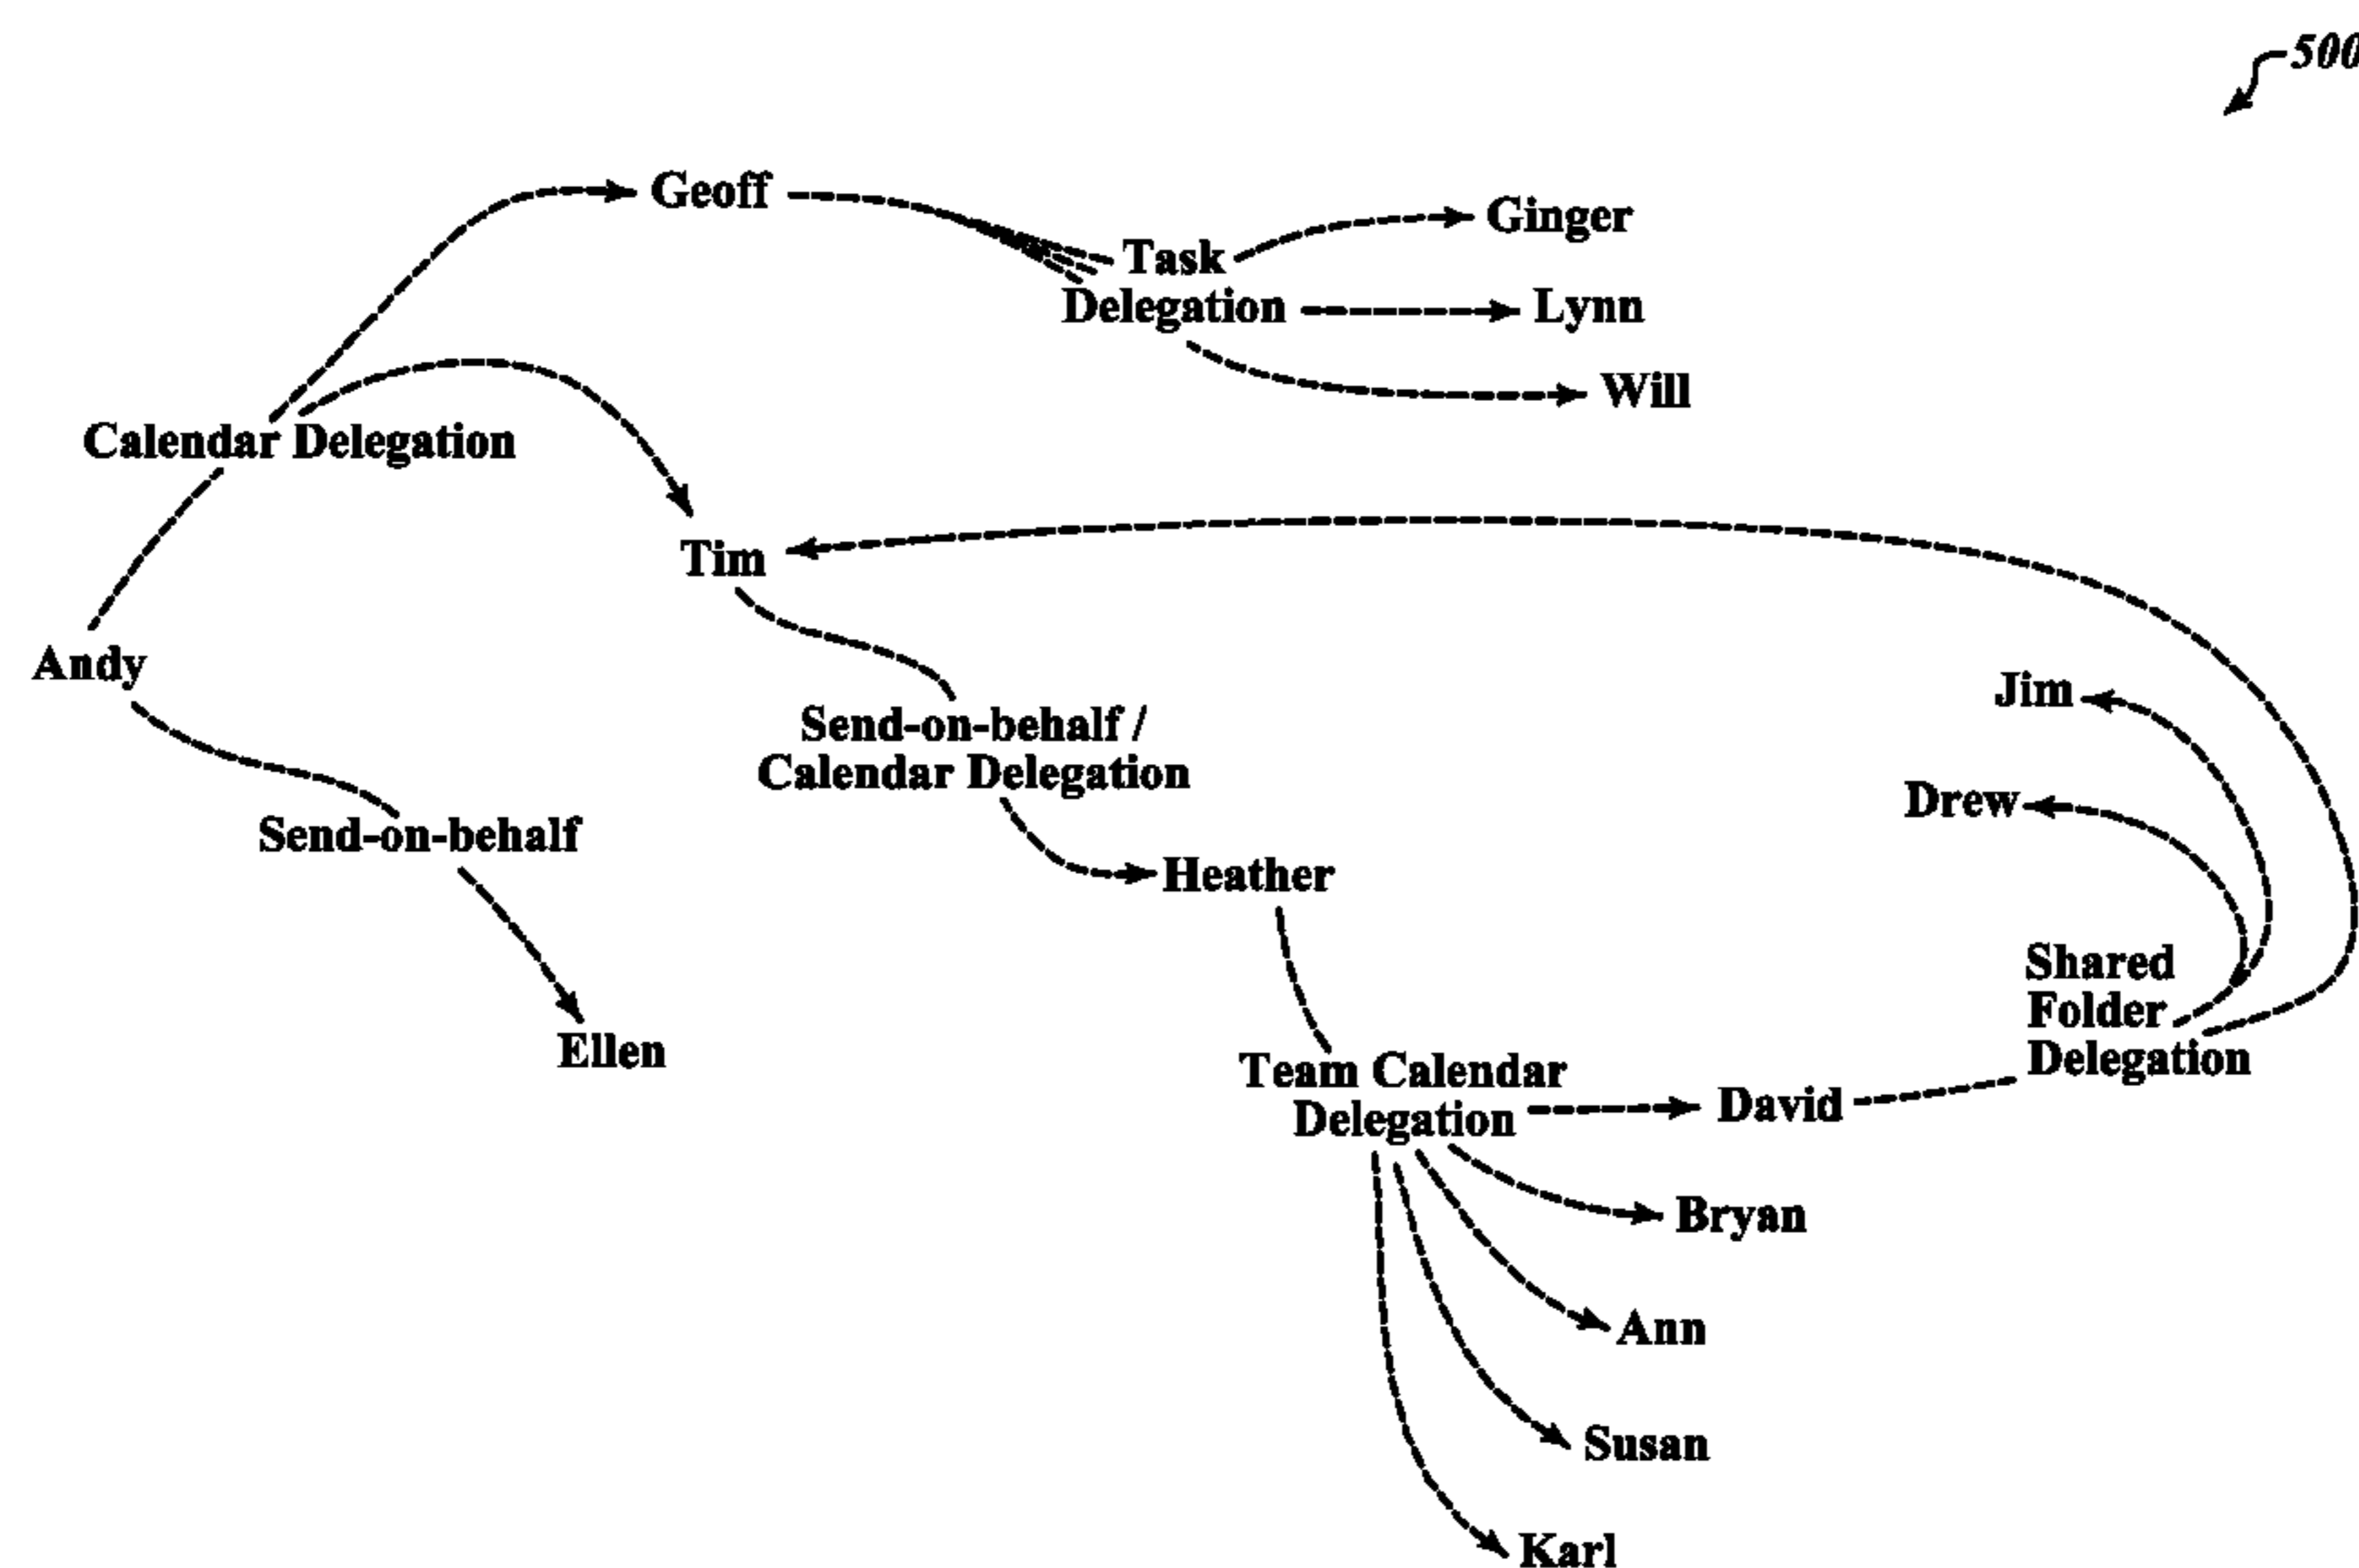 500
Geoff
Ginger
Task
Delegation
Lynn
Will
Calendar Delegation
Tim
Andy
Jim
Send-on-behalf /
Calendar Delegation
Drew
Send-on-behalf
Heather
Shared
Folder
Delegation
Ellen
Team Calendar
Delegation
David
Bryan
Ann
Susan
Karl